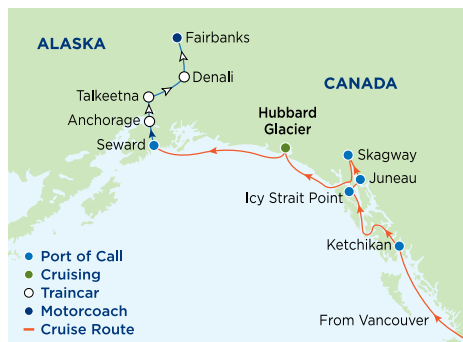 ALASKA
Fairbanks
Denali
CANADA
Talkeetna
Anchorage
Hubbard
Glacier
Seward
Skagway
Juneau
Icy Strait Point
Ketchikan
Port of Call
Cruising
Traincar
Motorcoach
Cruise Route
From Vancouver